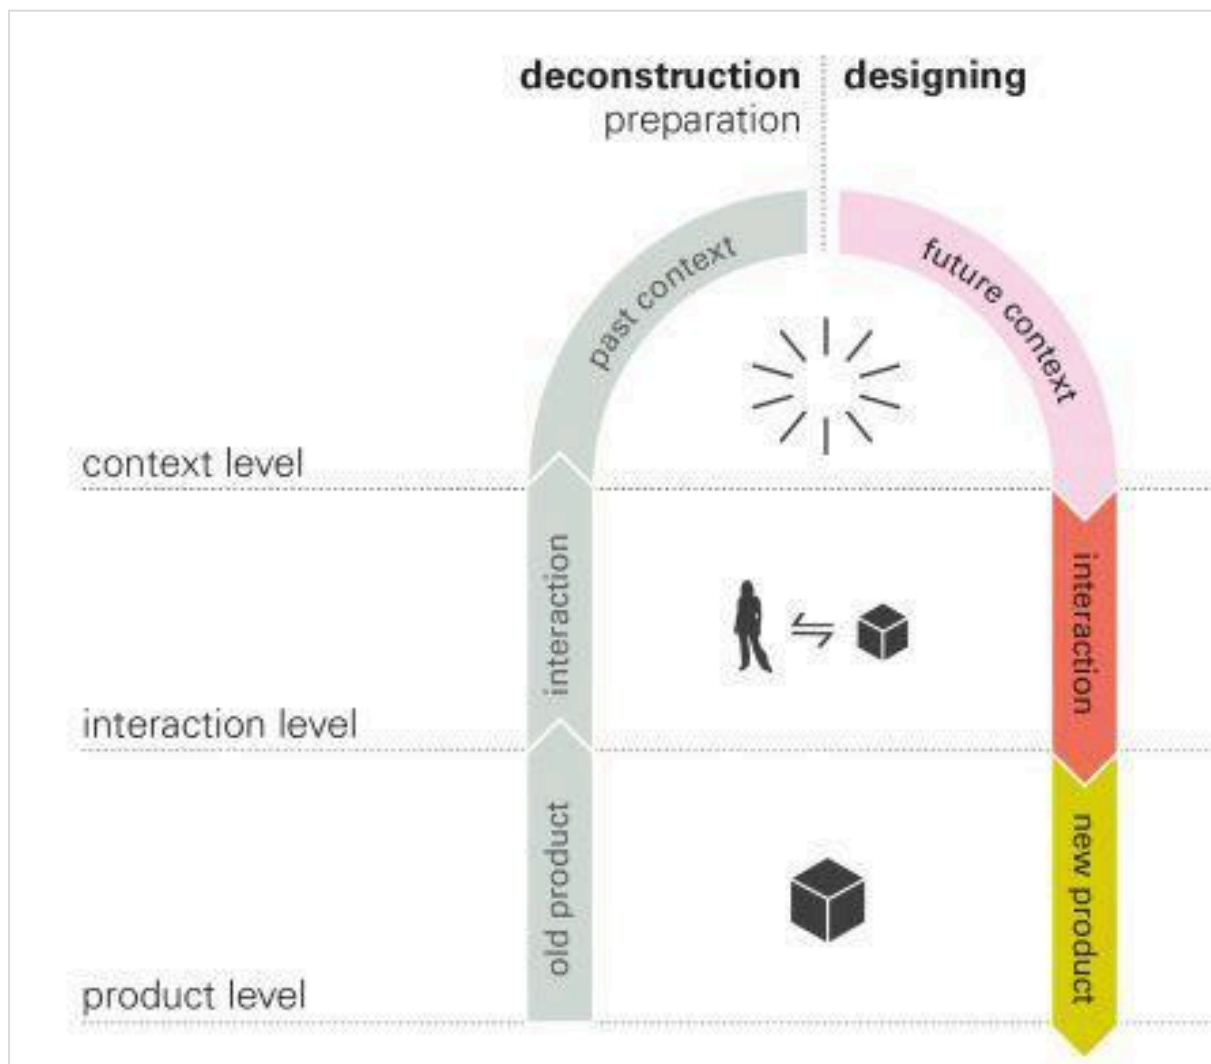 deconstruction
designing
preparation
past context
future context
context level
interaction
interaction
interaction level
old product
new product
product level